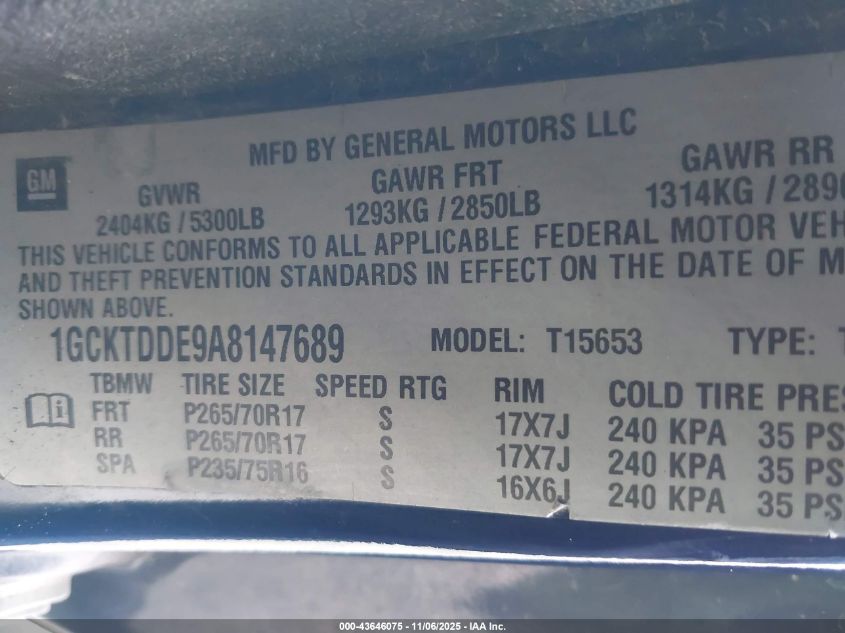 MFD BY GENERAL MOTORS LLC
GM
GVWR GAWR FRT GAWR RR
2404KG / 5300LB 1293KG / 2850LB 1314KG / 289
THIS VEHICLE CONFORMS TO ALL APPLICABLE FEDERAL MOTOR VEH
AND THEFT PREVENTION STANDARDS IN EFFECT ON THE DATE OF M
SHOWN ABOVE.
1GCKTDDE9A8147689 MODEL: T15653 TYPE: T
TBMW TIRE SIZE SPEED RTG RIM COLD TIRE PRES
FRT P265/70R17 S 17X7J 240 KPA 35 PS
RR P265/70R17 S 17X7J 240 KPA 35 PS
SPA P235/75R16 S 16X6J 240 KPA 35 PS
000-43646075 - 11/06/2025 - IAA Inc.